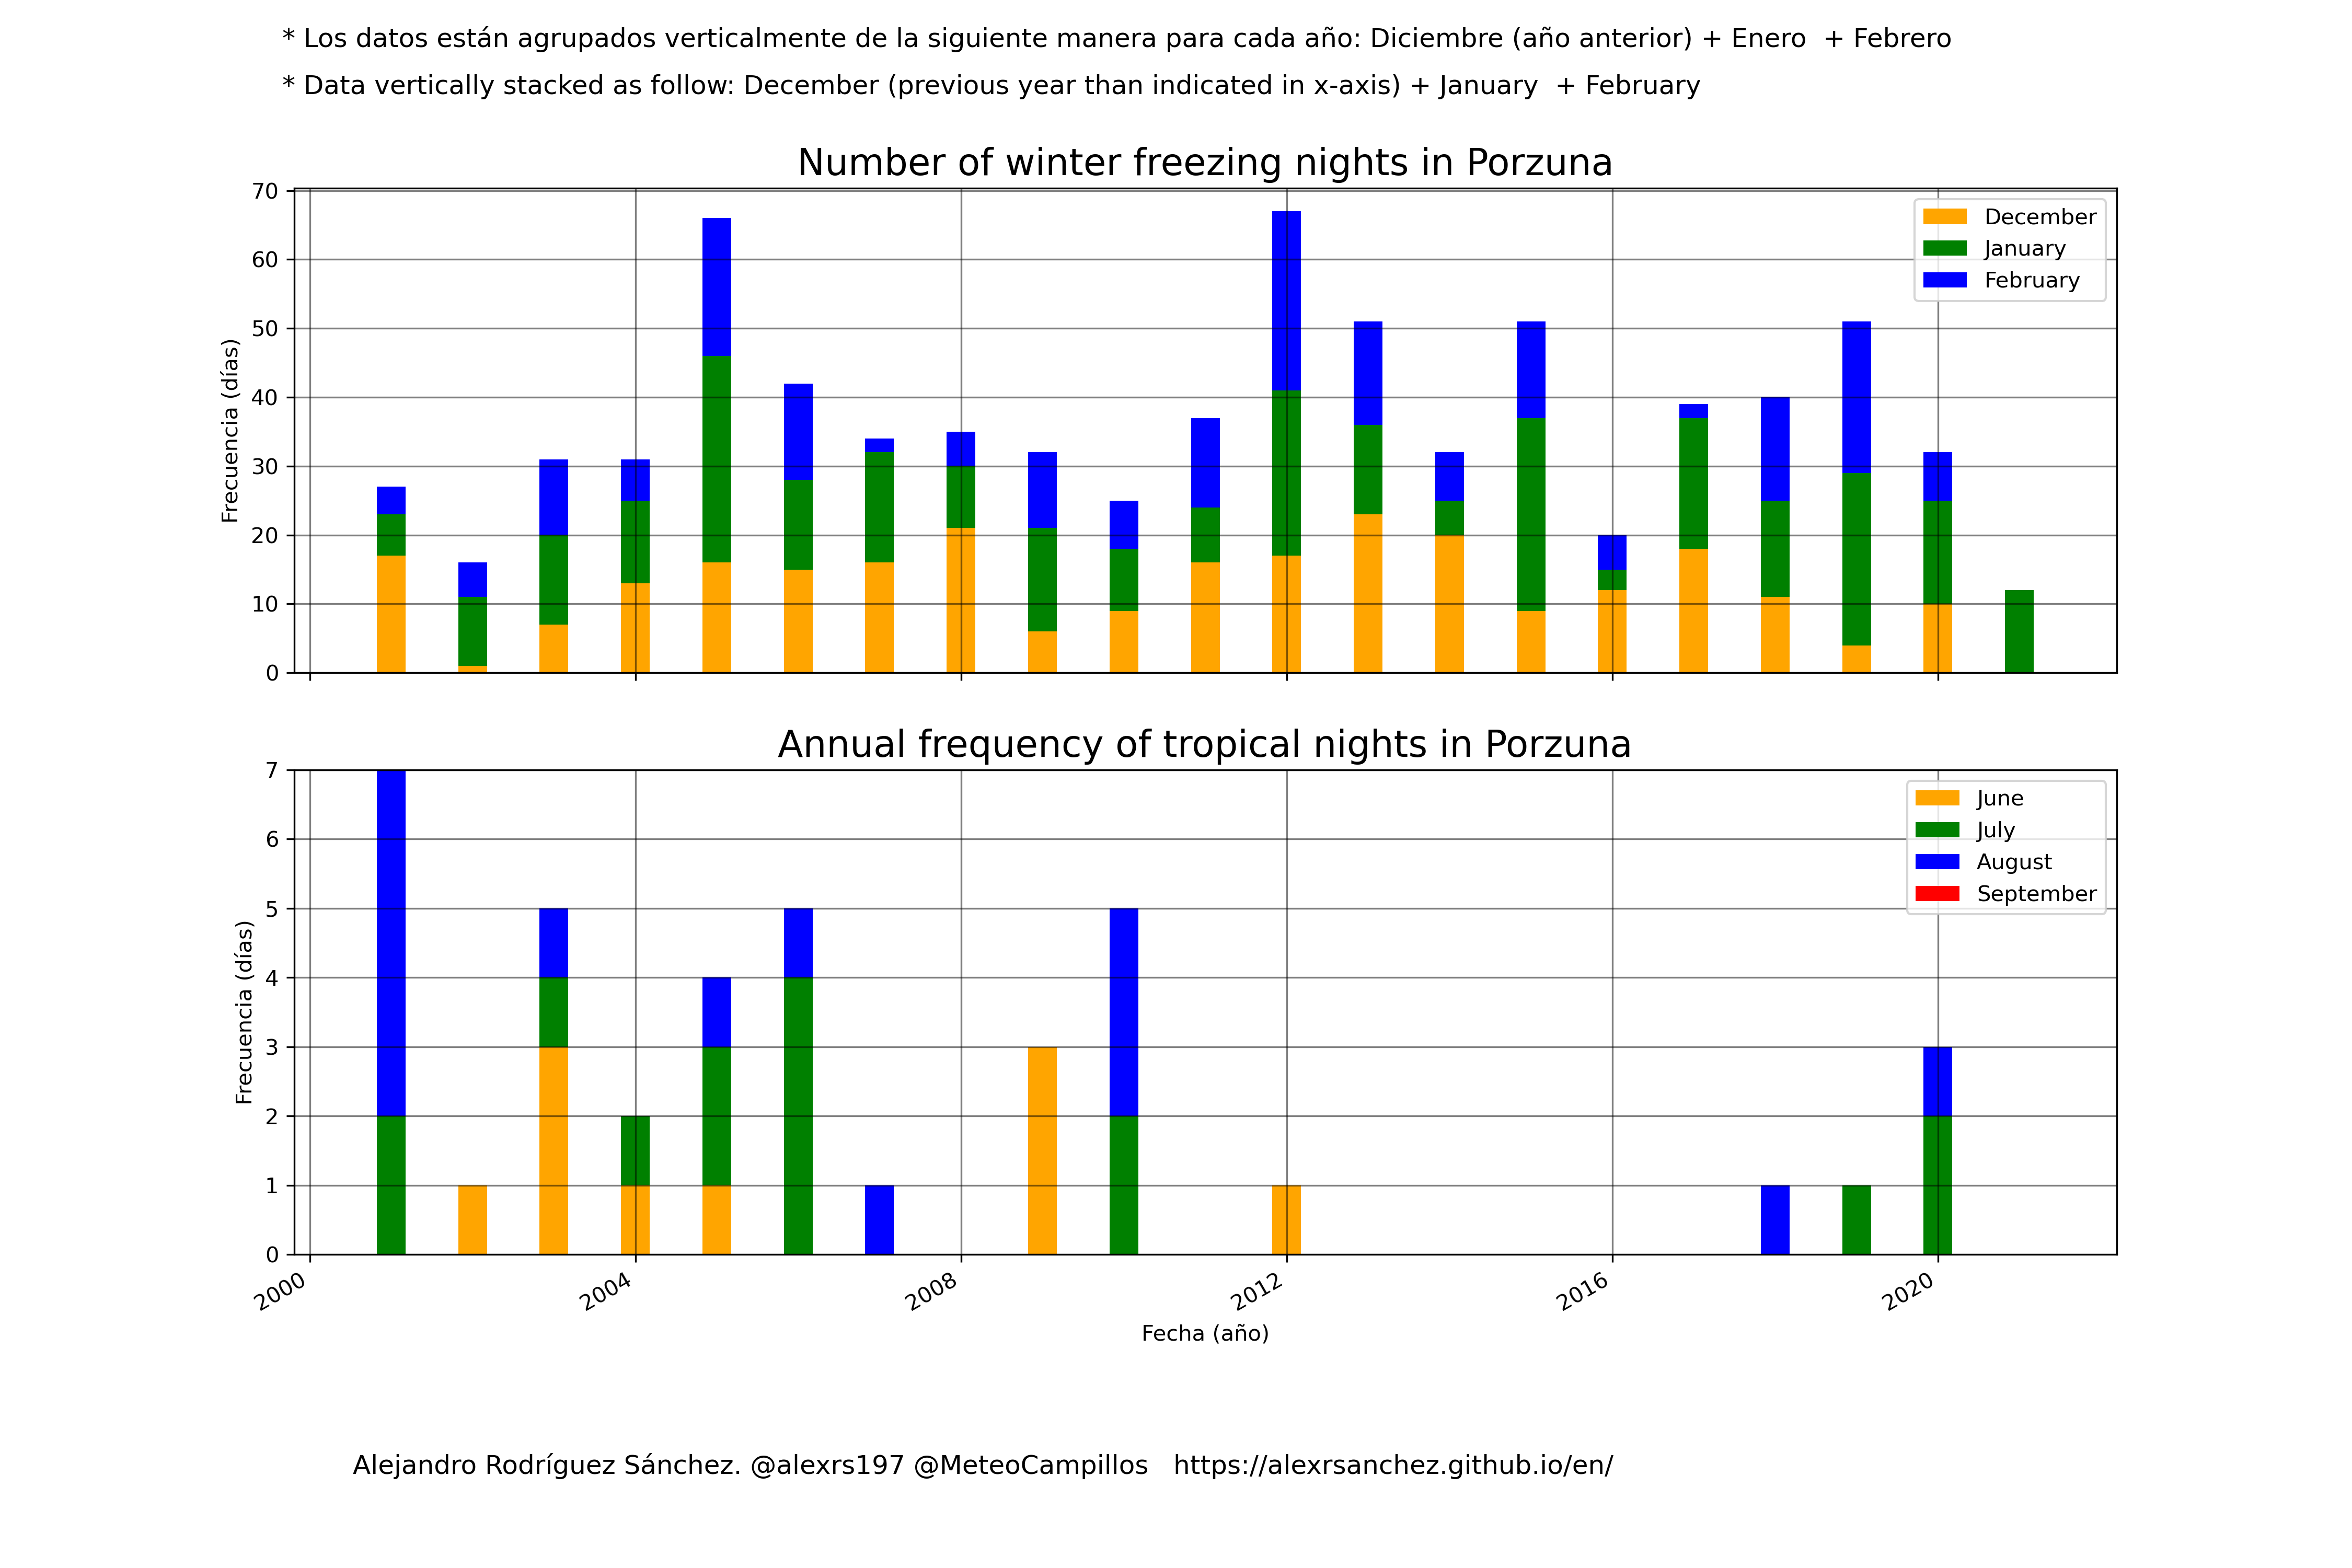 * Los datos están agrupados verticalmente de la siguiente manera para cada año: Diciembre (año anterior) + Enero  + Febrero
* Data vertically stacked as follow: December (previous year than indicated in x-axis) + January  + February
Number of winter freezing nights in Porzuna
70
60
50
40
30
20
10
0
Frecuencia (días)
December
January
February
Annual frequency of tropical nights in Porzuna
7
6
5
4
3
2
1
0
Frecuencia (días)
June
July
August
September
2000
2004
2008
2012
2016
2020
Fecha (año)
Alejandro Rodríguez Sánchez. @alexrs197 @MeteoCampillos   https://alexrsanchez.github.io/en/